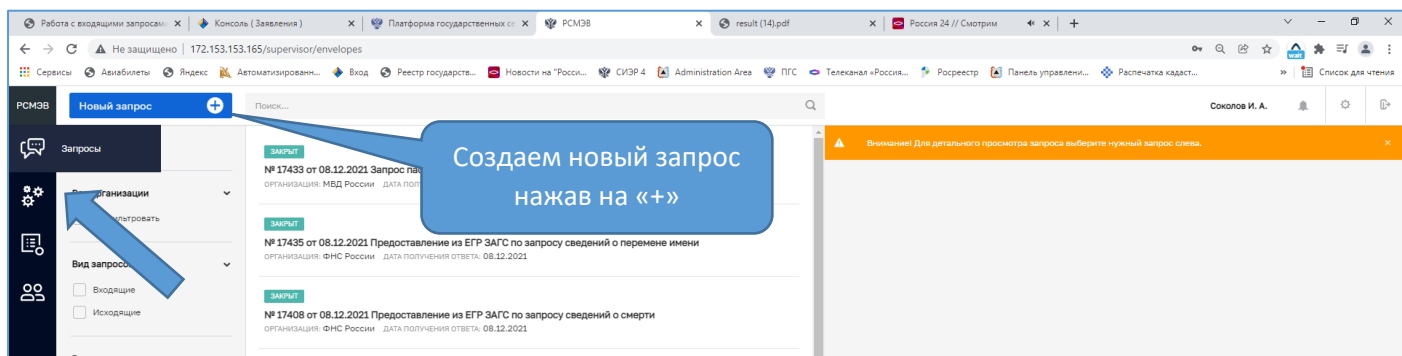 Работа с входящими запросами
Консоль ( Заявления )
Платформа государственных се
РСМЭВ
result (14).pdf
Россия 24 // Смотрим
Не защищено | 172.153.153.165/supervisor/envelopes
Сервисы Авиабилеты Яндекс Автоматизированн... Вход Реестр государств... Новости на "Росси... СИЭР 4 Administration Area ПГС Телеканал «Россия... Росреестр Панель управлени... Распечатка кадаст... » Список для чтения
РСМЭВ
Новый запрос
Поиск...
Соколов И. А.
Запросы
организации
Вид запросо
Входящие
Исходящие
ЗАКРЫТ
№ 17433 от 08.12.2021 Запрос
ОРГАНИЗАЦИЯ: МВД России
ЗАКРЫТ
№ 17435 от 08.12.2021 Предоставление из ЕГР ЗАГС по запросу сведений о перемене имени
ОРГАНИЗАЦИЯ: ФНС России ДАТА ПОЛУЧЕНИЯ ОТВЕТА: 08.12.2021
ЗАКРЫТ
№ 17408 от 08.12.2021 Предоставление из ЕГР ЗАГС по запросу сведений о смерти
ОРГАНИЗАЦИЯ: ФНС России ДАТА ПОЛУЧЕНИЯ ОТВЕТА: 08.12.2021
Создаем новый запрос
нажав на «+»
Внимание! Для детального просмотра запроса выберите нужный запрос слева.